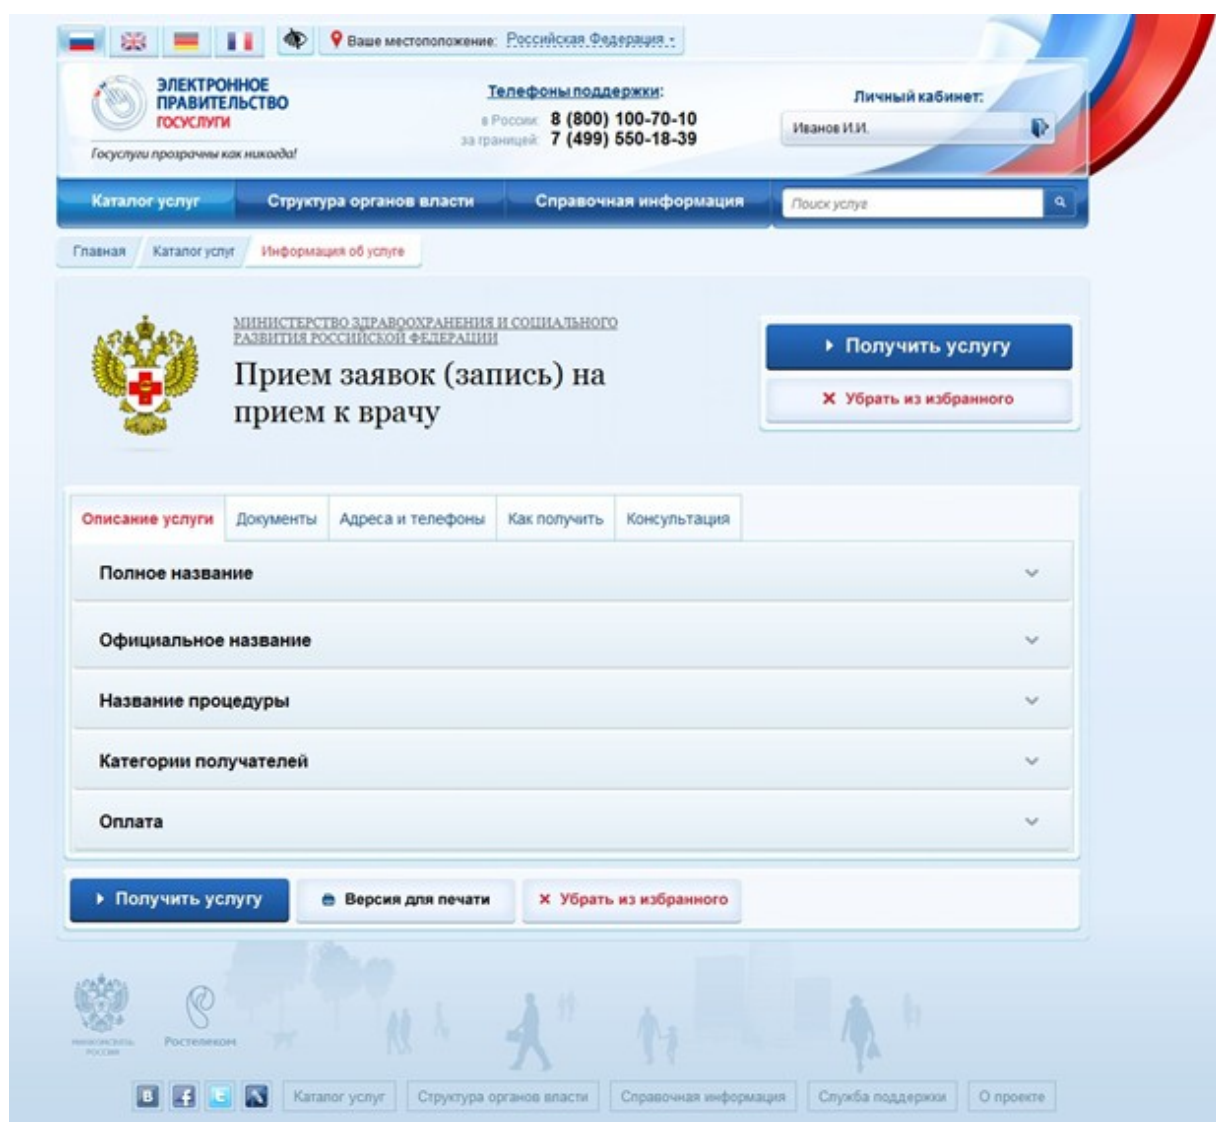 Ваше местоположение: Российская Федерация
ЭЛЕКТРОННОЕ
ПРАВИТЕЛЬСТВО
ГОСУСЛУГИ
Госуслуги прозрачны как никогда!
Телефоны поддержки:
в России: 8 (800) 100-70-10
за границей: 7 (499) 550-18-39
Личный кабинет:
Иванов И.И.
Каталог услуг Структура органов власти Справочная информация Поиск услуг
Главная Каталог услуг Информация об услуге
МИНИСТЕРСТВО ЗДРАВООХРАНЕНИЯ И СОЦИАЛЬНОГО
РАЗВИТИЯ РОССИЙСКОЙ ФЕДЕРАЦИИ
Прием заявок (запись) на
прием к врачу
Получить услугу
Убрать из избранного
Описание услуги Документы Адреса и телефоны Как получить Консультация
Полное название
Официальное название
Название процедуры
Категории получателей
Оплата
Получить услугу Версия для печати Убрать из избранного
Ростелеком
РОССИИ
В f t
Каталог услуг Структура органов власти Справочная информация Служба поддержки О проекте